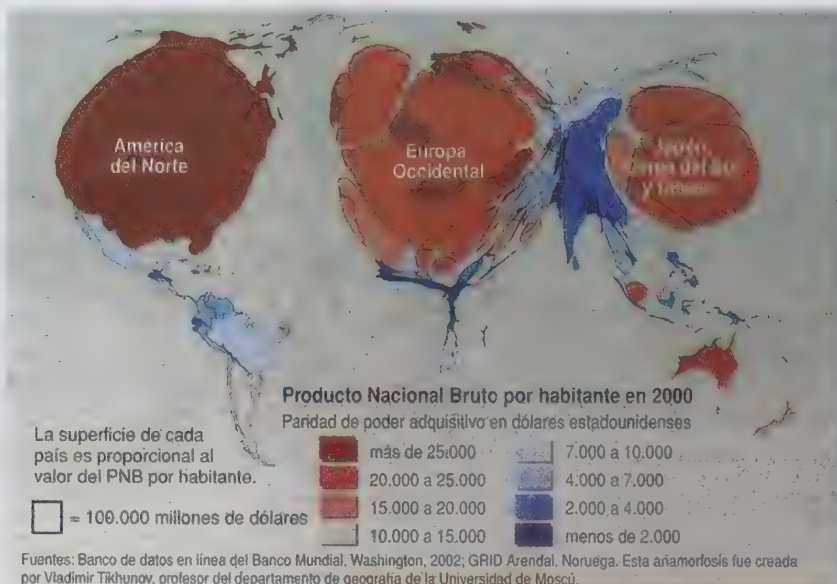 América
del Norte
Europa
Occidental
Japón,
del Sur
y
Producto Nacional Bruto por habitante en 2000
Paridad de poder adquisitivo en dólares estadounidenses
La superficie de cada
país es proporcional al
valor del PNB por habitante.
= 100.000 millones de dólares
más de 25.000
20.000 a 25.000
15.000 a 20.000
10.000 a 15.000
7.000 a 10.000
4.000 a 7.000
2.000 a 4.000
menos de 2.000
Fuentes: Banco de datos en línea del Banco Mundial, Washington, 2002; GRID Arendal, Noruega. Esta anamorfosis fue creada
por Vladimir Tikhunov, profesor del departamento de geografía de la Universidad de Moscú.